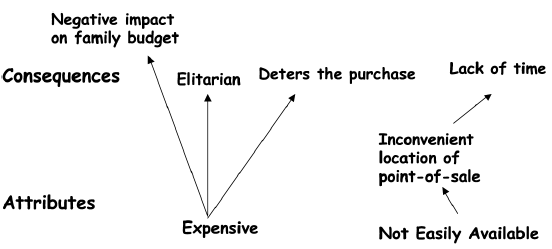 Negative impact
on family budget
Consequences
Elitarian
Deters the purchase
Lack of time
Inconvenient
location of
point-of-sale
Attributes
Expensive
Not Easily Available